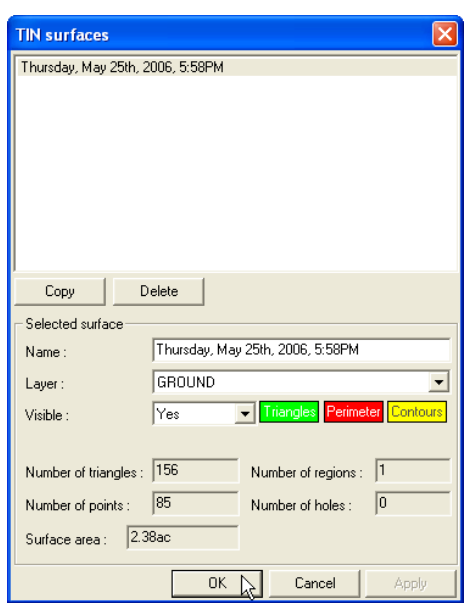 TIN surfaces
Thursday, May 25th, 2006, 5:58PM
Copy Delete
Selected surface
Name : Thursday, May 25th, 2006, 5:58PM
Layer : GROUND
Visible : Yes Triangles Perimeter Contours
Number of triangles : 156 Number of regions : 1
Number of points : 85 Number of holes : 0
Surface area : 2.38ac
OK Cancel Apply